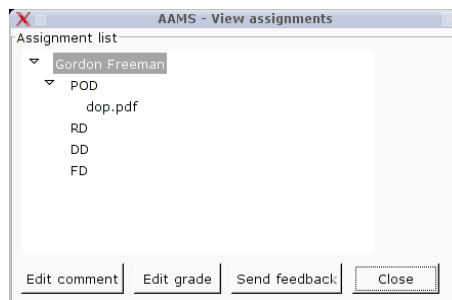 AAMS - View assignments
Assignment list
Gordon Freeman
POD
dop.pdf
RD
DD
FD
Edit comment Edit grade Send feedback Close